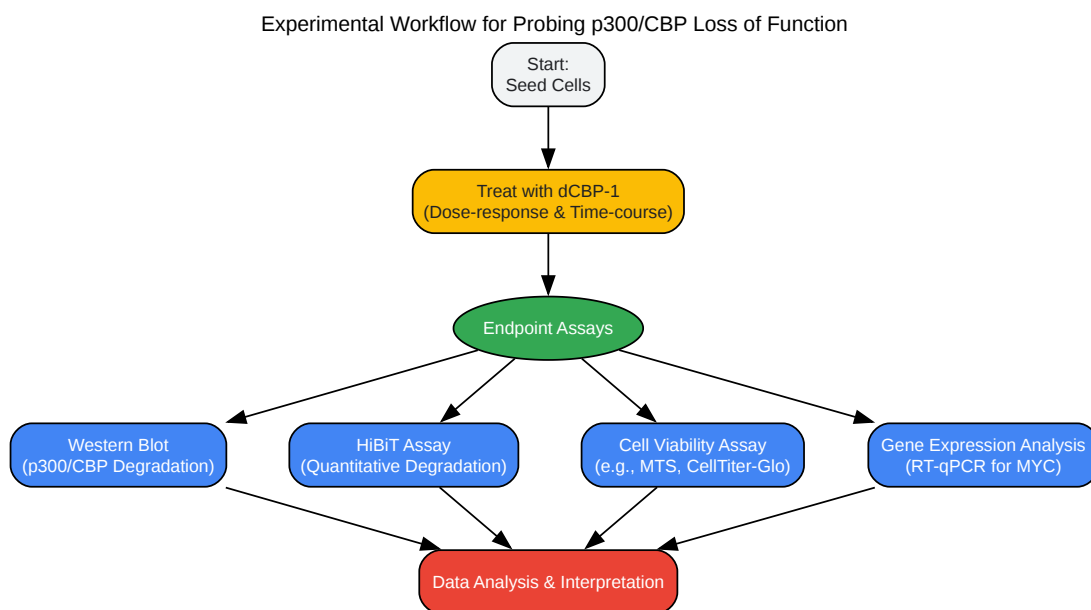 Experimental Workflow for Probing p300/CBP Loss of Function
Start:
Seed Cells
Treat with dCBP-1
(Dose-response & Time-course)
Endpoint Assays
Western Blot
(p300/CBP Degradation)
HiBiT Assay
(Quantitative Degradation)
Cell Viability Assay
(e.g., MTS, CellTiter-Glo)
Gene Expression Analysis
(RT-qPCR for MYC)
Data Analysis & Interpretation